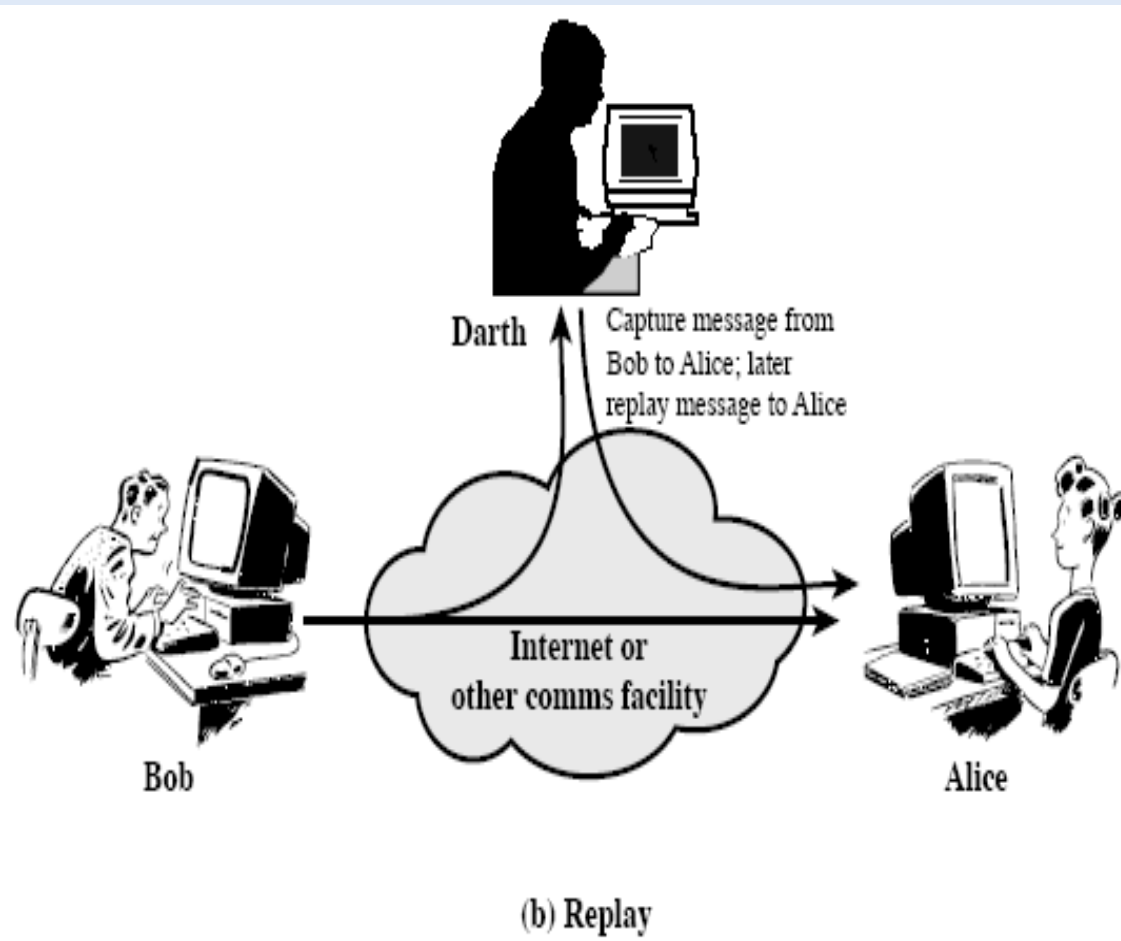 Darth
Capture message from
Bob to Alice; later
replay message to Alice
Internet or
other comms facility
Bob
Alice
(b) Replay